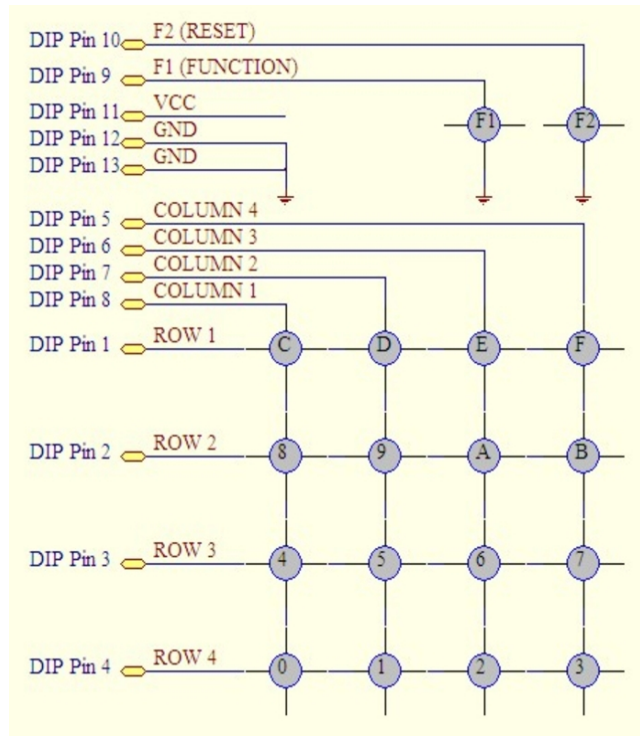 DIP Pin 10 F2 (RESET)
DIP Pin 9 F1 (FUNCTION)
DIP Pin 11 VCC
F1 F2
DIP Pin 12 GND
DIP Pin 13 GND
DIP Pin 5 COLUMN 4
DIP Pin 6 COLUMN 3
DIP Pin 7 COLUMN 2
DIP Pin 8 COLUMN 1
DIP Pin 1 ROW 1 C D E F
DIP Pin 2 ROW 2 8 9 A B
DIP Pin 3 ROW 3 4 5 6 7
DIP Pin 4 ROW 4 0 1 2 3